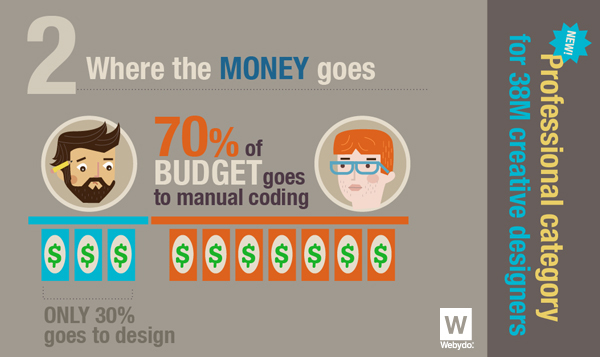 2 Where the MONEY goes
70% of
BUDGET goes
to manual coding
$ $ $ $ $ $ $ $ $ $
ONLY 30%
goes to design
W
Webydo
NEW!
Professional category
for 38M creative designers